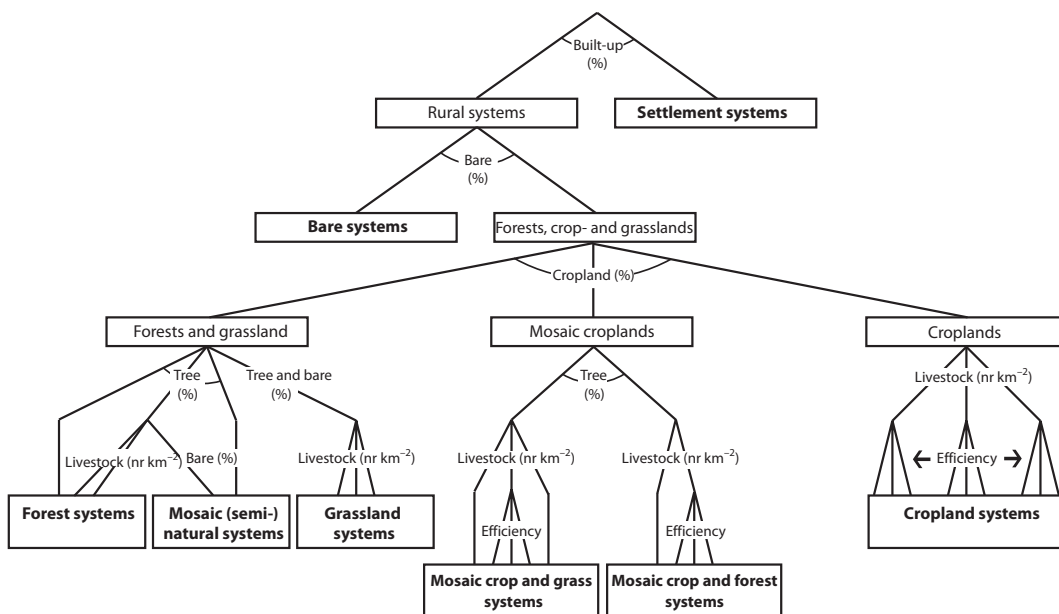 Built-up
(%)
Rural systems
Settlement systems
Bare
(%)
Bare systems
Forests, crop- and grasslands
Cropland (%)
Forests and grassland
Mosaic croplands
Croplands
Tree
(%)
Tree and bare
(%)
Tree
(%)
Livestock (nr km⁻²)
Livestock (nr km⁻²)
Bare (%)
Livestock (nr km⁻²)
Livestock (nr km⁻²)
Livestock (nr km⁻²)
Efficiency
Forest systems
Mosaic (semi-)
natural systems
Grassland
systems
Cropland systems
Efficiency
Efficiency
Mosaic crop and grass
systems
Mosaic crop and forest
systems